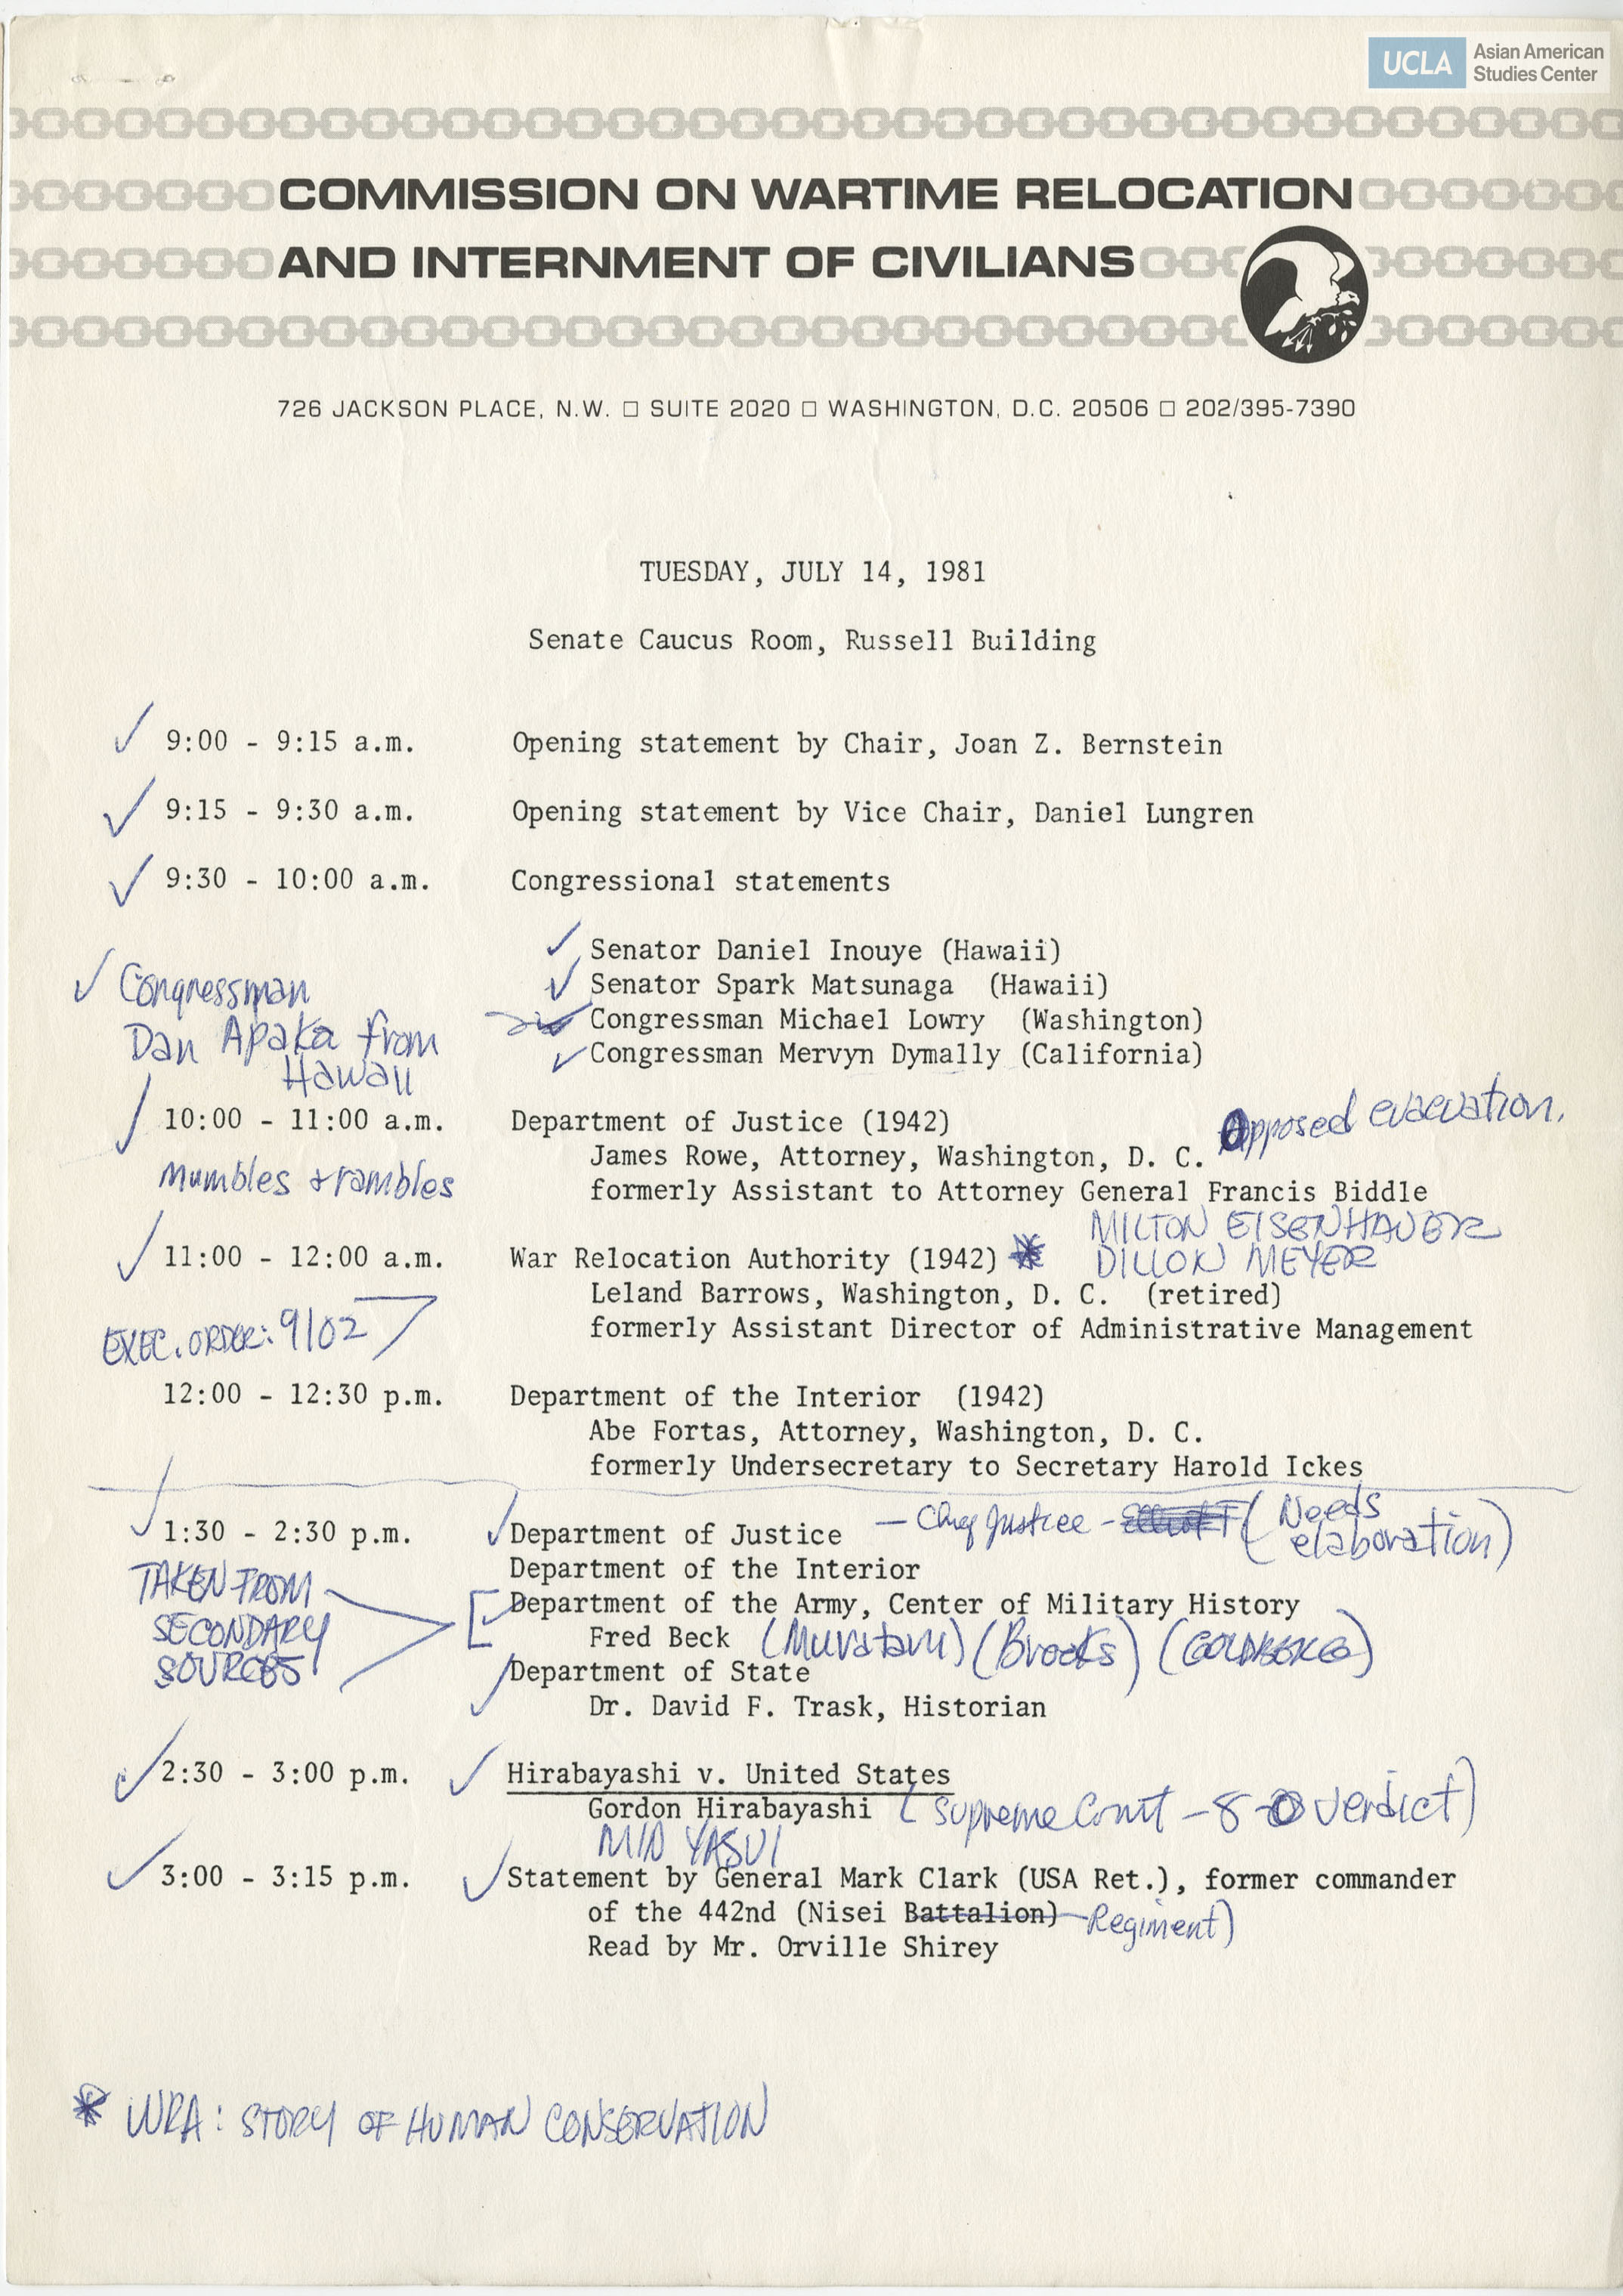 UCLA Asian American
Studies Center
COMMISSION ON WARTIME RELOCATION
AND INTERNMENT OF CIVILIANS
726 JACKSON PLACE, N.W. □ SUITE 2020 □ WASHINGTON, D.C. 20506 □ 202/395-7390
TUESDAY, JULY 14, 1981
Senate Caucus Room, Russell Building
✓ 9:00 - 9:15 a.m. Opening statement by Chair, Joan Z. Bernstein
✓ 9:15 - 9:30 a.m. Opening statement by Vice Chair, Daniel Lungren
✓ 9:30 - 10:00 a.m. Congressional statements
✓ Senator Daniel Inouye (Hawaii)
✓ Senator Spark Matsunaga (Hawaii)
✓ Congressman Michael Lowry (Washington)
✓ Congressman Mervyn Dymally (California)
✓ Congressman
Dan Apaka from
Hawaii
✓ 10:00 - 11:00 a.m. Department of Justice (1942)
James Rowe, Attorney, Washington, D. C. Opposed evacuation.
formerly Assistant to Attorney General Francis Biddle
Mumbles + rambles
MILTON EISENHAUER
✓ 11:00 - 12:00 a.m. War Relocation Authority (1942) * DILLON MEYER
Leland Barrows, Washington, D. C. (retired)
formerly Assistant Director of Administrative Management
EXEC. ORDER: 9102
12:00 - 12:30 p.m. Department of the Interior (1942)
Abe Fortas, Attorney, Washington, D. C.
formerly Undersecretary to Secretary Harold Ickes
✓ 1:30 - 2:30 p.m. ✓ Department of Justice — Chief Justice - (Needs
elaboration)
Department of the Interior
Department of the Army, Center of Military History
Fred Beck (Brooks) (GOLDBERG)
✓ Department of State
Dr. David F. Trask, Historian
TAKEN FROM
SECONDARY
SOURCES
✓ 2:30 - 3:00 p.m. ✓ Hirabayashi v. United States
Gordon Hirabayashi (Supreme Court - 8-0 verdict)
MIN YASUI
✓ 3:00 - 3:15 p.m. ✓ Statement by General Mark Clark (USA Ret.), former commander
of the 442nd (Nisei Battalion) Regiment)
Read by Mr. Orville Shirey
* WRA: STORY OF HUMAN CONSERVATION